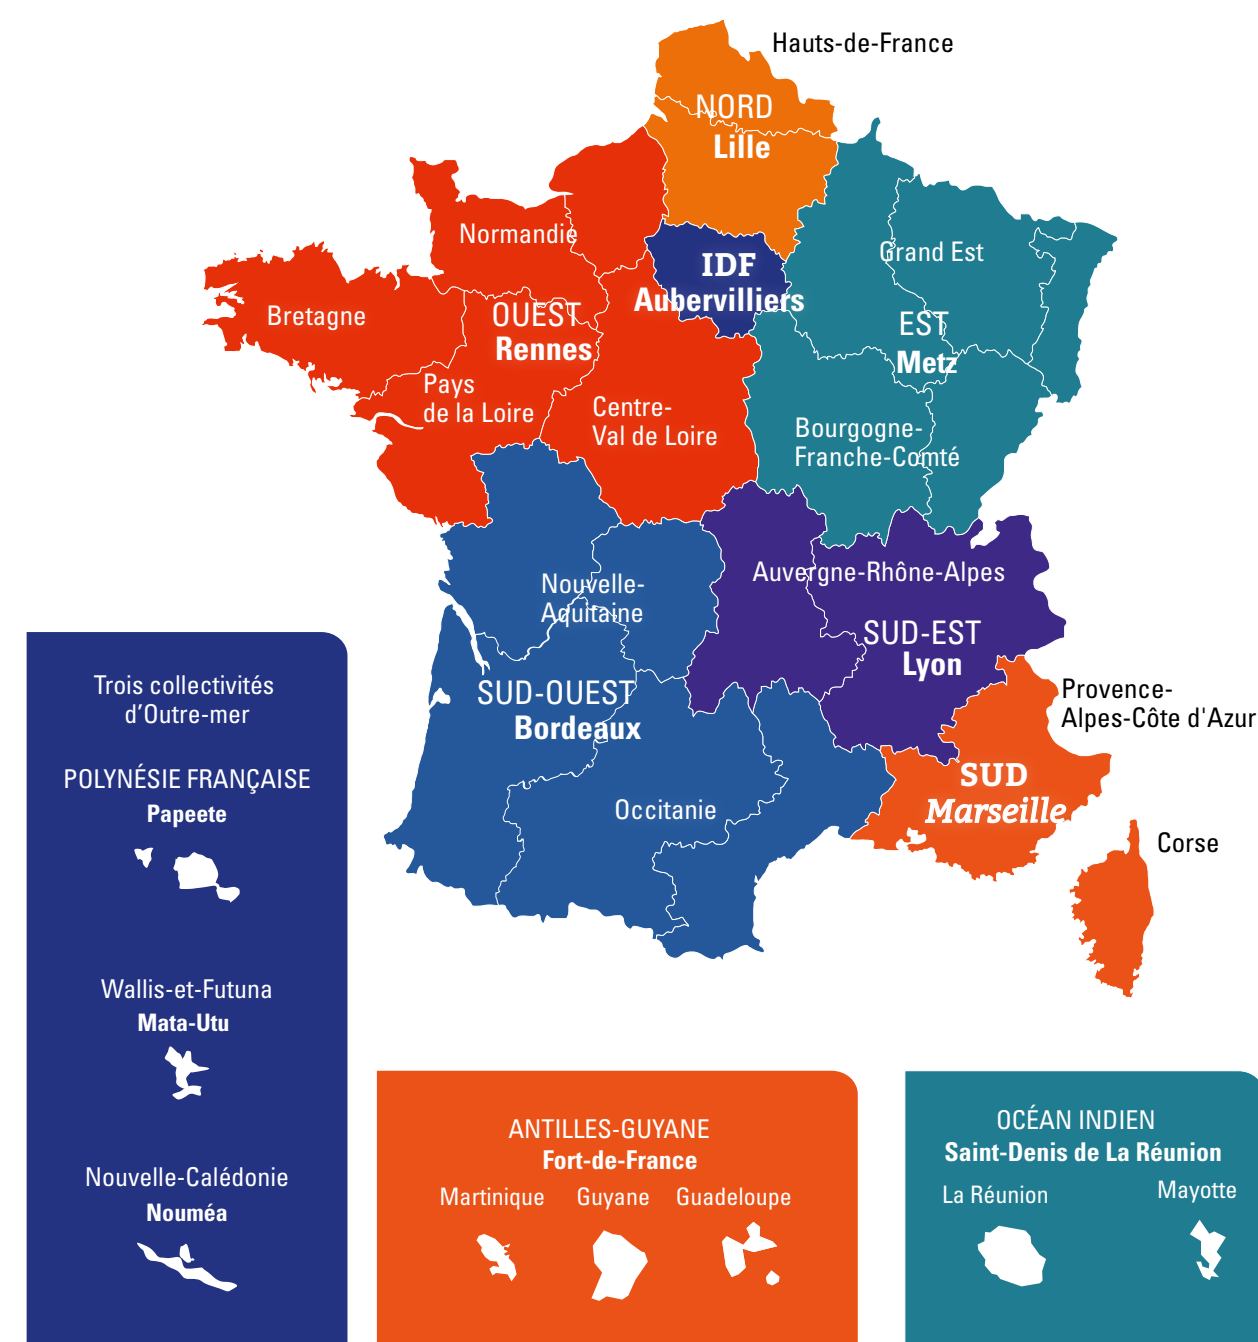 Hauts-de-France
NORD
Lille
Normandie
Grand Est
IDF
Aubervilliers
Bretagne
OUEST
Rennes
EST
Metz
Pays
de la Loire
Centre-
Val de Loire
Bourgogne-
Franche-Comté
Nouvelle-
Aquitaine
Auvergne-Rhône-Alpes
SUD-EST
Lyon
SUD-OUEST
Bordeaux
Provence-
Alpes-Côte d'Azur
SUD
Marseille
Occitanie
Corse
Trois collectivités
d’Outre-mer
POLYNÉSIE FRANÇAISE
Papeete
Wallis-et-Futuna
Mata-Utu
Nouvelle-Calédonie
Nouméa
ANTILLES-GUYANE
Fort-de-France
Martinique Guyane Guadeloupe
OCÉAN INDIEN
Saint-Denis de La Réunion
La Réunion Mayotte